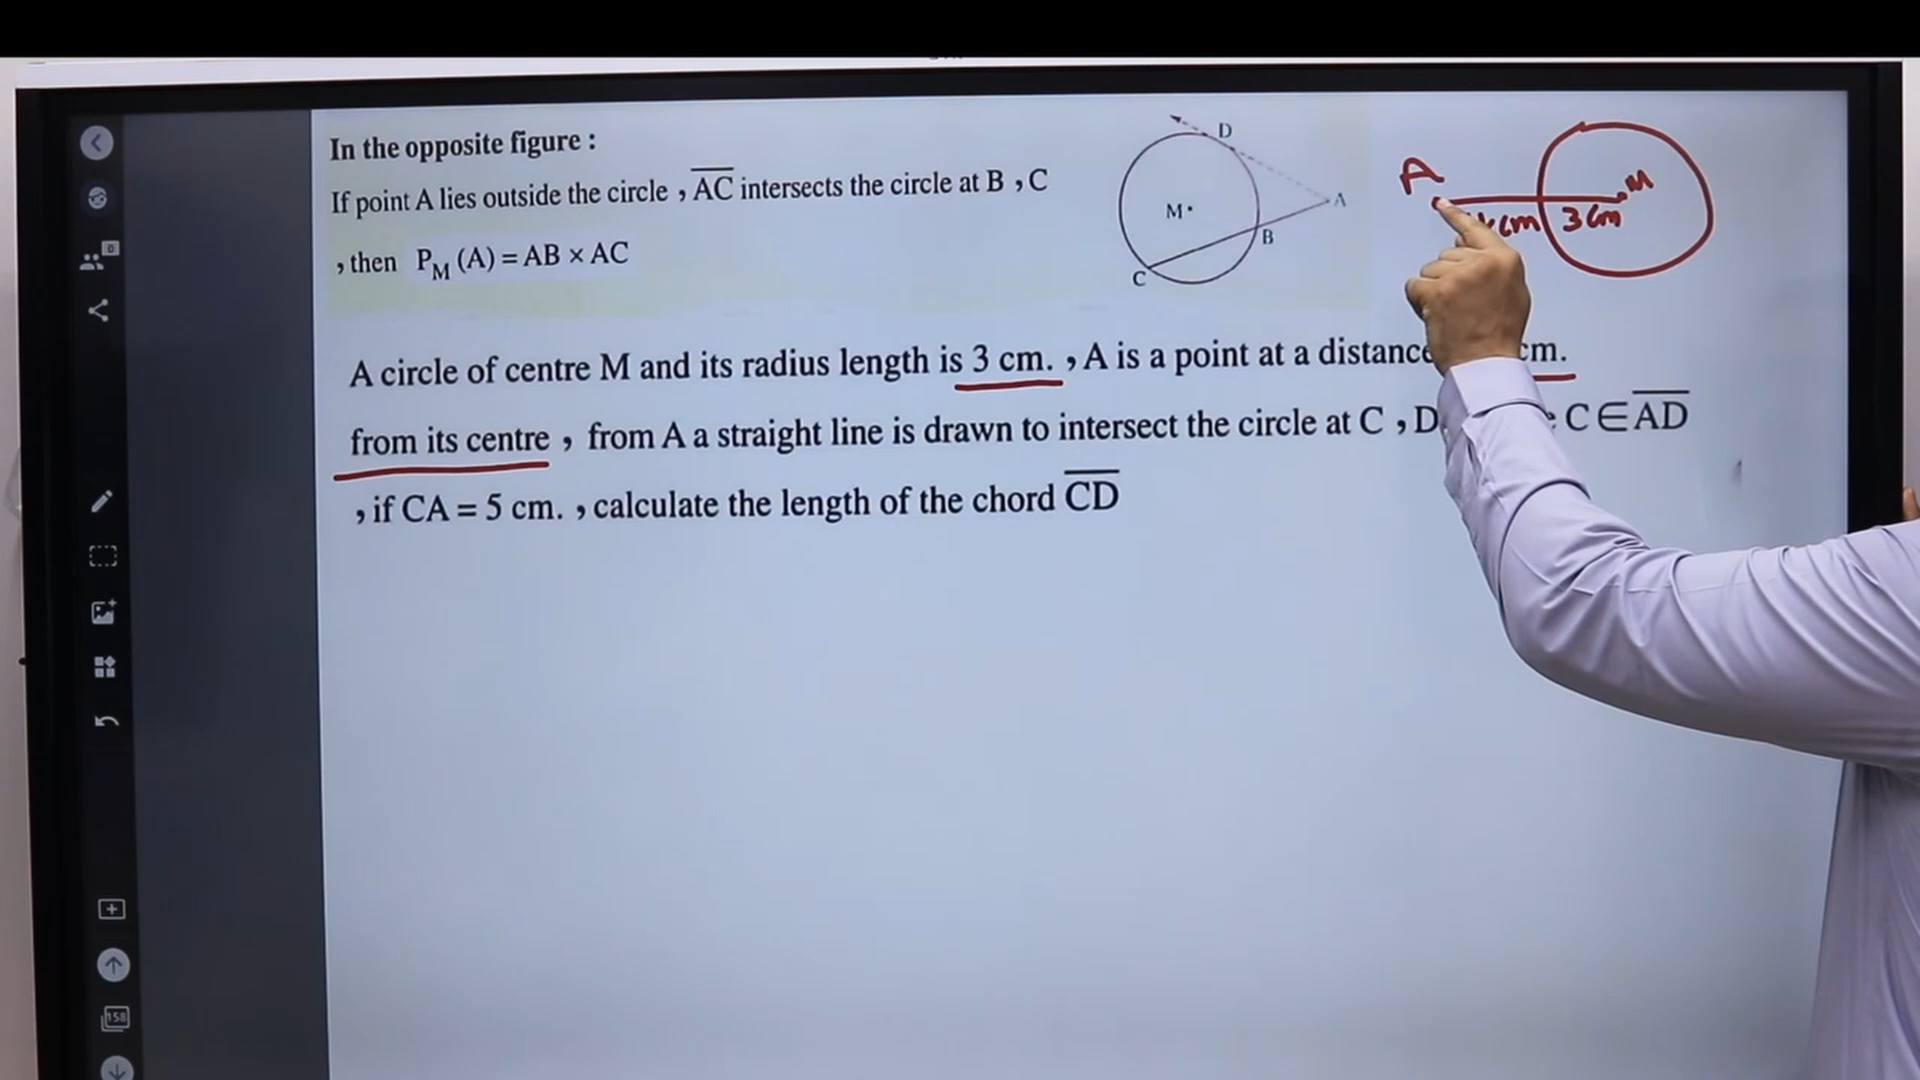 In the opposite figure :
If point A lies outside the circle , AC intersects the circle at B , C
, then P_M (A) = AB × AC
D
A
M
B
C
A
M
cm 3 cm
A circle of centre M and its radius length is 3 cm. , A is a point at a distance cm.
from its centre , from A a straight line is drawn to intersect the circle at C , D C ∈ AD
, if CA = 5 cm. , calculate the length of the chord CD
0
158